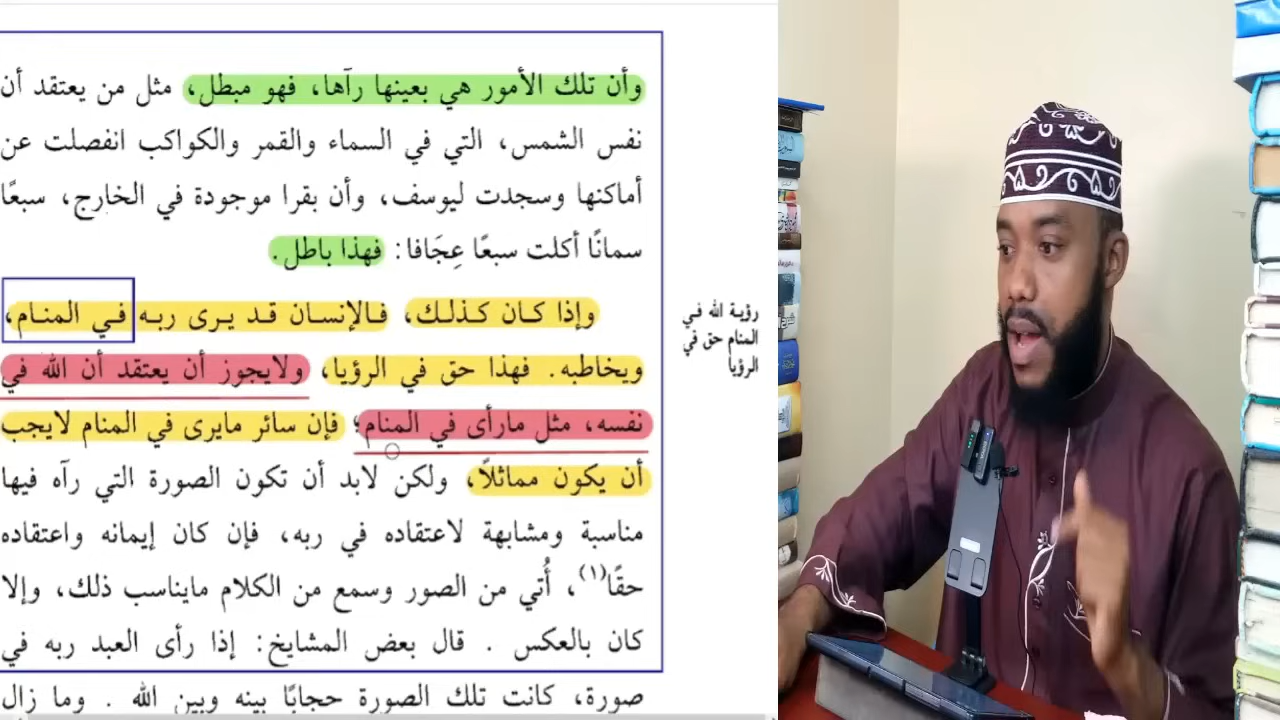 وأن تلك الأمور هي بعينها رآها، فهو مبطل، مثل من يعتقد أن
نفس الشمس، التي في السماء والقمر والكواكب انفصلت عن
أماكنها وسجدت ليوسف، وأن بقرا موجودة في الخارج، سبعًا
سمانًا أكلت سبعًا عِجَافا: فهذا باطل.
وإذا كان كذلك، فالإنسان قد يرى ربه في المنام،
ويخاطبه. فهذا حق في الرؤيا، ولايجوز أن يعتقد أن الله في
نفسه، مثل مارأى في المنام؛ فإن سائر مايرى في المنام لايجب
أن يكون مماثلاً، ولكن لابد أن تكون الصورة التي رآه فيها
مناسبة ومشابهة لاعتقاده في ربه، فإن كان إيمانه واعتقاده
حقًا(١)، أُتي من الصور وسمع من الكلام مايناسب ذلك، وإلا
كان بالعكس . قال بعض المشايخ: إذا رأى العبد ربه في
صورة، كانت تلك الصورة حجابًا بينه وبين الله . وما زال
رؤية الله في
المنام حق في
الرؤيا